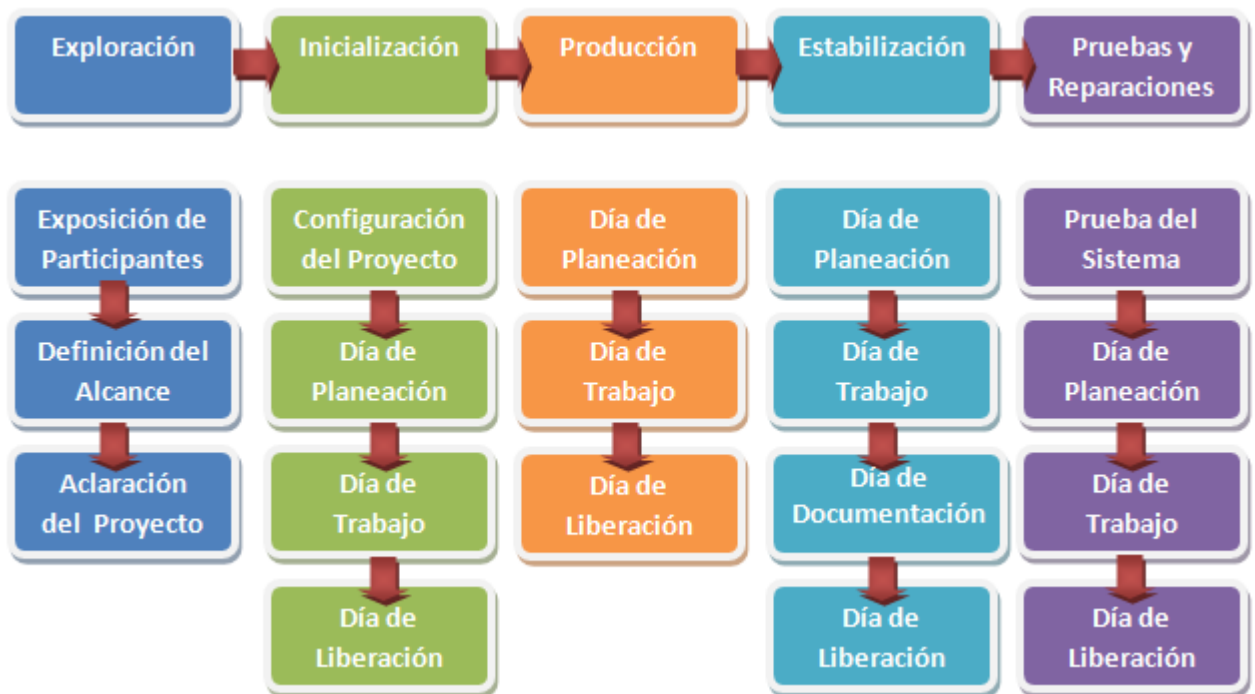 Exploración
Inicialización
Producción
Estabilización
Pruebas y
Reparaciones
Exposición de
Participantes
Definición del
Alcance
Aclaración
del Proyecto
Configuración
del Proyecto
Día de
Planeación
Día de
Trabajo
Día de
Liberación
Día de
Planeación
Día de
Trabajo
Día de
Liberación
Día de
Planeación
Día de
Trabajo
Día de
Documentación
Día de
Liberación
Prueba del
Sistema
Día de
Planeación
Día de
Trabajo
Día de
Liberación